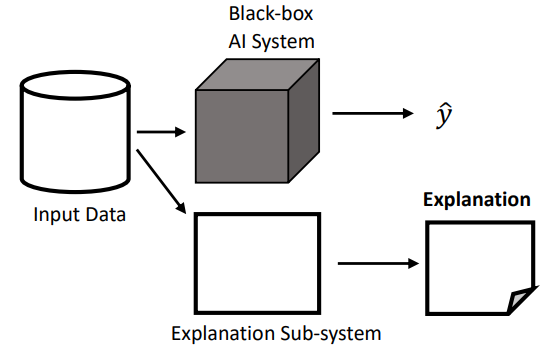 Black-box
AI System
ŷ
Input Data
Explanation
Explanation Sub-system